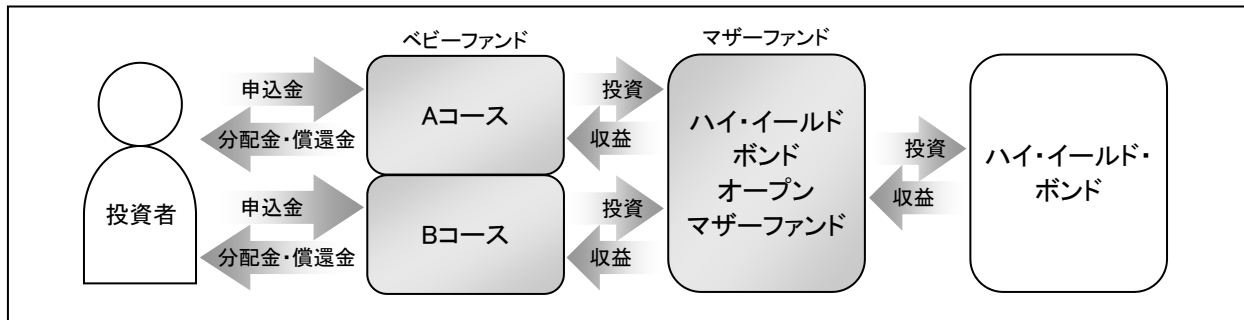 ベビーファンド
マザーファンド
申込金
Aコース
投資
分配金・償還金
収益
ハイ・イールド
ボンド
オープン
マザーファンド
投資
収益
ハイ・イールド・
ボンド
投資者
申込金
Bコース
投資
分配金・償還金
収益